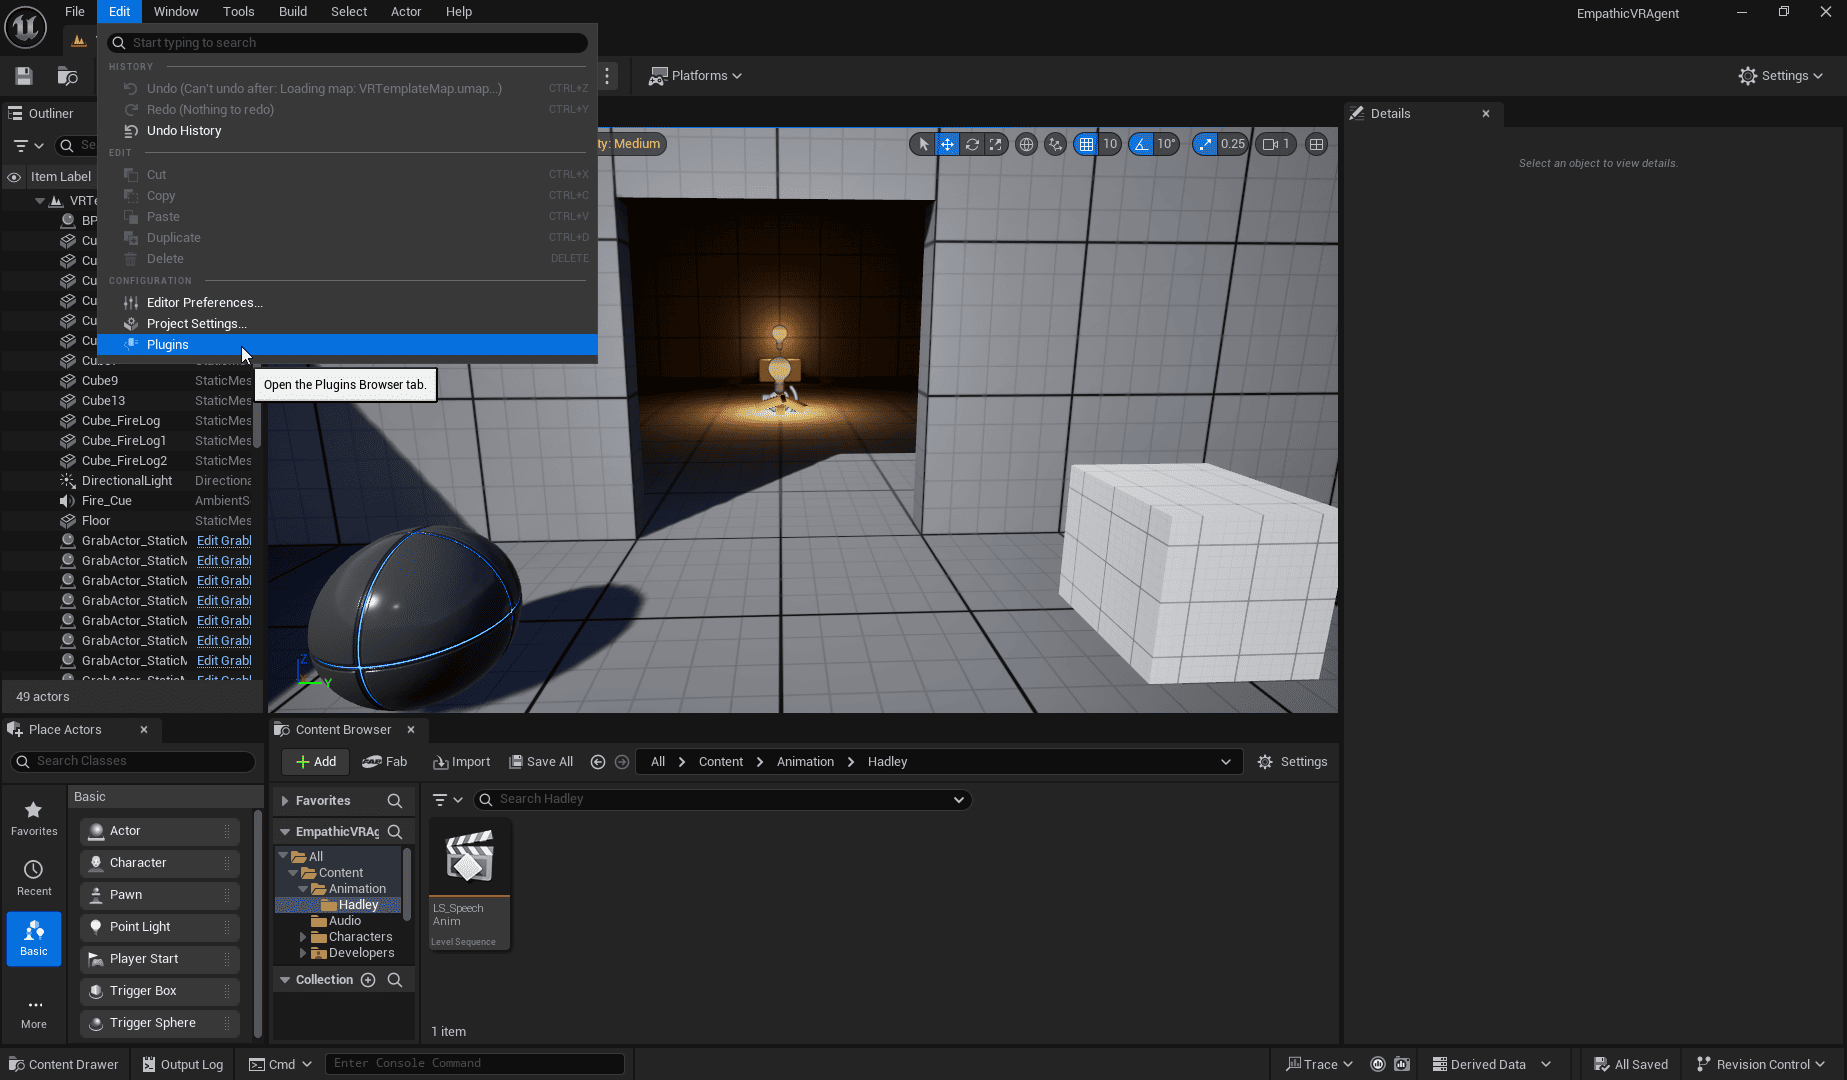 File Edit Window Tools Build Select Actor Help
EmpathicVRAgent
Start typing to search
HISTORY
Undo (Can't undo after: Loading map: VRTemplateMap.umap...) CTRL+Z
Redo (Nothing to redo) CTRL+Y
Undo History
EDIT
Cut CTRL+X
Copy CTRL+C
Paste CTRL+V
Duplicate CTRL+D
Delete DELETE
CONFIGURATION
Editor Preferences...
Project Settings...
Plugins
Open the Plugins Browser tab.
Platforms
Settings
Outliner
Se
Item Label
VRTe
BP
Cu
Cu
Cu
Cu
Cu
Cu
Cube9 StaticMes
Cube13 StaticMes
Cube_FireLog StaticMes
Cube_FireLog1 StaticMes
Cube_FireLog2 StaticMes
DirectionalLight Directiona
Fire_Cue AmbientS
Floor StaticMes
GrabActor_StaticM Edit Grabl
GrabActor_StaticM Edit Grabl
GrabActor_StaticM Edit Grabl
GrabActor_StaticM Edit Grabl
GrabActor_StaticM Edit Grabl
GrabActor_StaticM Edit Grabl
GrabActor_StaticM Edit Grabl
49 actors
ty: Medium
10
10°
0.25
1
Z
Y
Details
Select an object to view details.
Place Actors
Search Classes
Favorites
Recent
Basic
More
Basic
Actor
Character
Pawn
Point Light
Player Start
Trigger Box
Trigger Sphere
Content Browser
Add
Fab
Import
Save All
All > Content > Animation > Hadley
Settings
Favorites
EmpathicVRAg
All
Content
Animation
Hadley
Audio
Characters
Developers
Collection
Search Hadley
LS_Speech
Anim
Level Sequence
1 item
Content Drawer
Output Log
Cmd
Enter Console Command
Trace
Derived Data
All Saved
Revision Control